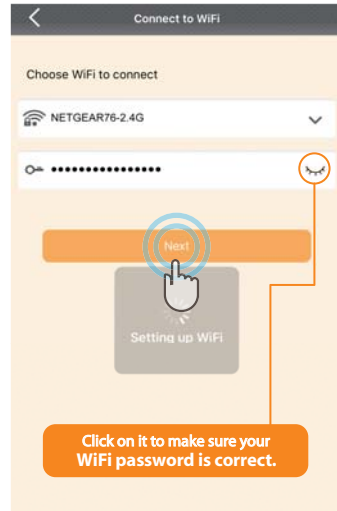 Connect to WiFi
Choose WiFi to connect
NETGEAR76-2.4G
••••••••••••••••
Next
Setting up WiFi
Click on it to make sure your
WiFi password is correct.